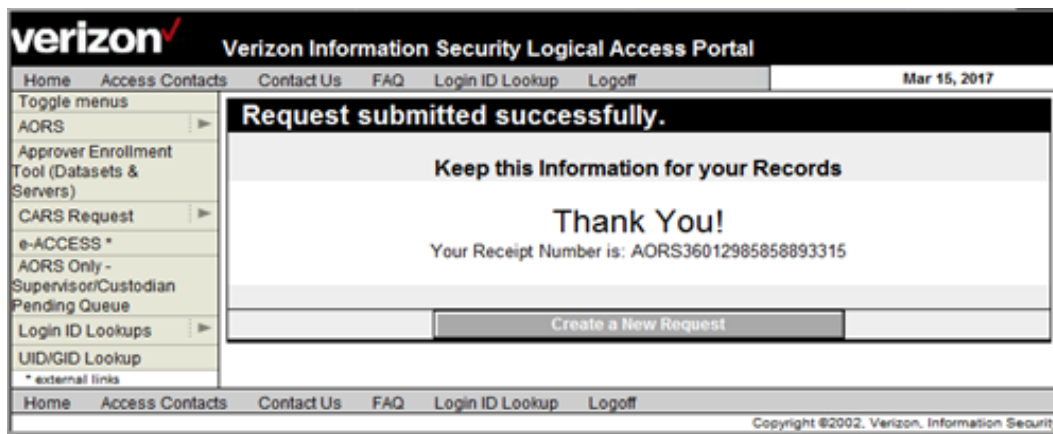 verizon
Verizon Information Security Logical Access Portal
Home Access Contacts Contact Us FAQ Login ID Lookup Logoff
Mar 15, 2017
Toggle menus
AORS
Approver Enrollment
Tool (Datasets &
Servers)
CARS Request
e-ACCESS *
AORS Only -
Supervisor/Custodian
Pending Queue
Login ID Lookups
UID/GID Lookup
* external links
Request submitted successfully.
Keep this Information for your Records
Thank You!
Your Receipt Number is: AORS36012985858893315
Create a New Request
Home Access Contacts Contact Us FAQ Login ID Lookup Logoff
Copyright ©2002, Verizon, Information Securit